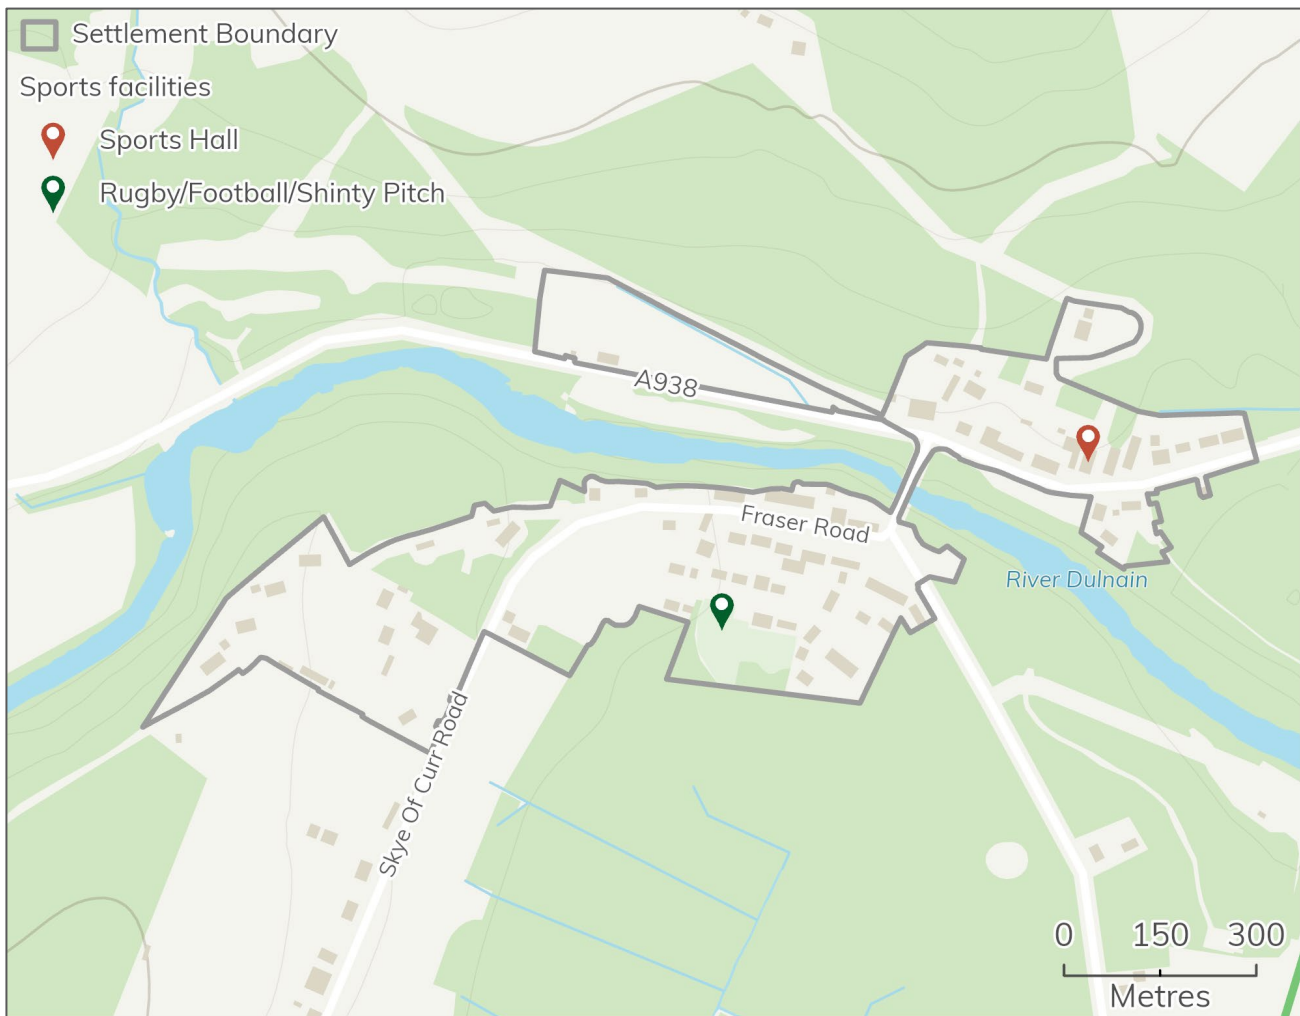 Settlement Boundary
Sports facilities
Sports Hall
Rugby/Football/Shinty Pitch
A938
Fraser Road
River Dulnain
Skye Of Curr Road
0 150 300
Metres